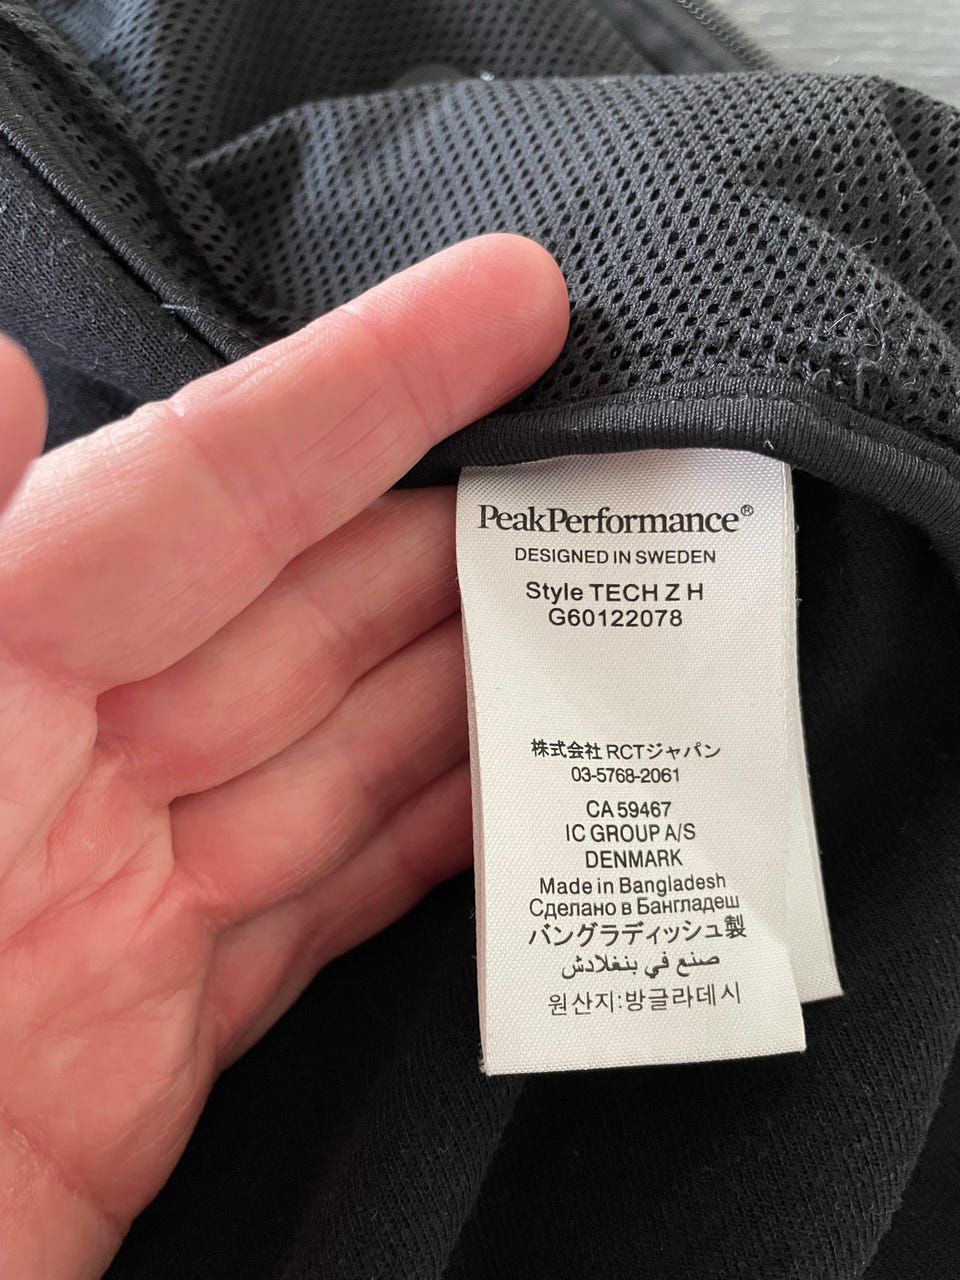 PeakPerformance®
DESIGNED IN SWEDEN
Style TECH Z H
G60122078
株式会社 RCTジャパン
03-5768-2061
CA 59467
IC GROUP A/S
DENMARK
Made in Bangladesh
Сделано в Бангладеш
バングラディッシュ製
صنع في بنغلادش
원산지:방글라데시